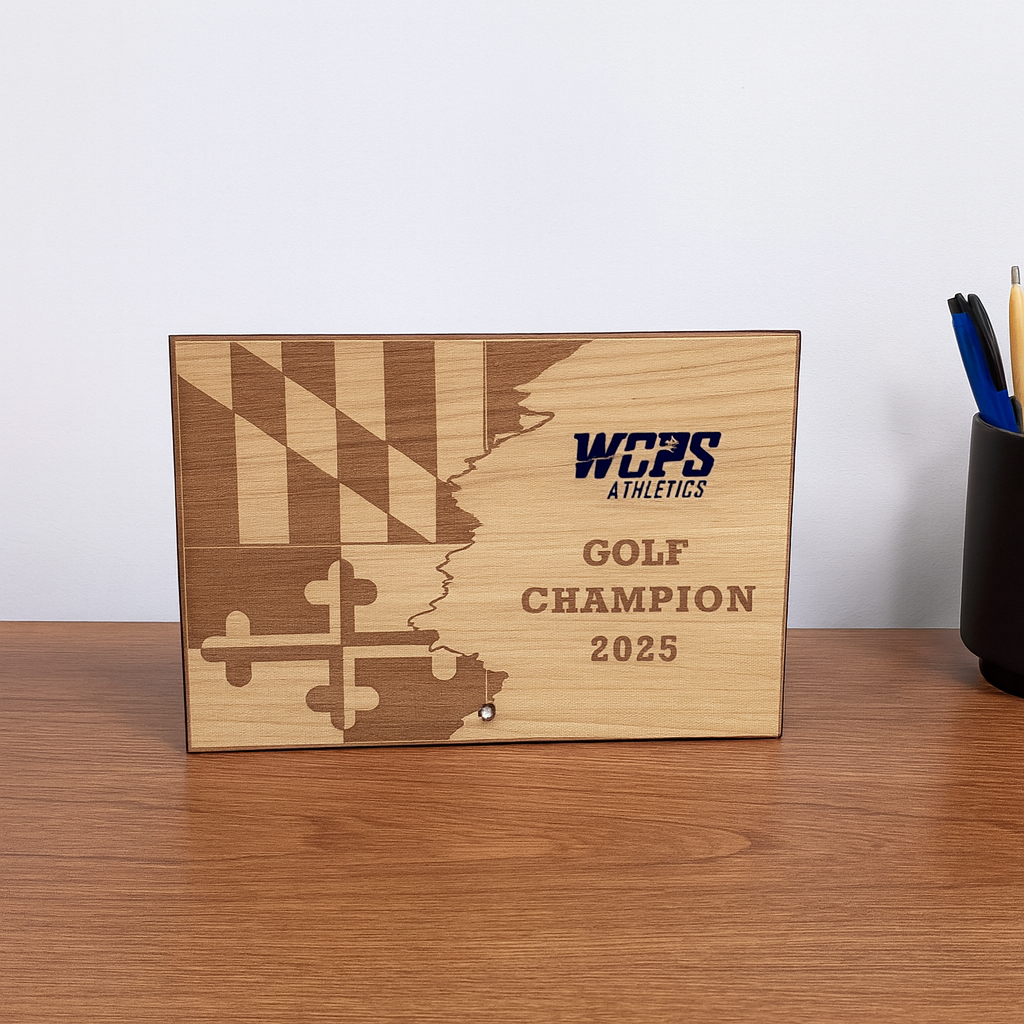 WCPS
ATHLETICS
GOLF
CHAMPION
2025